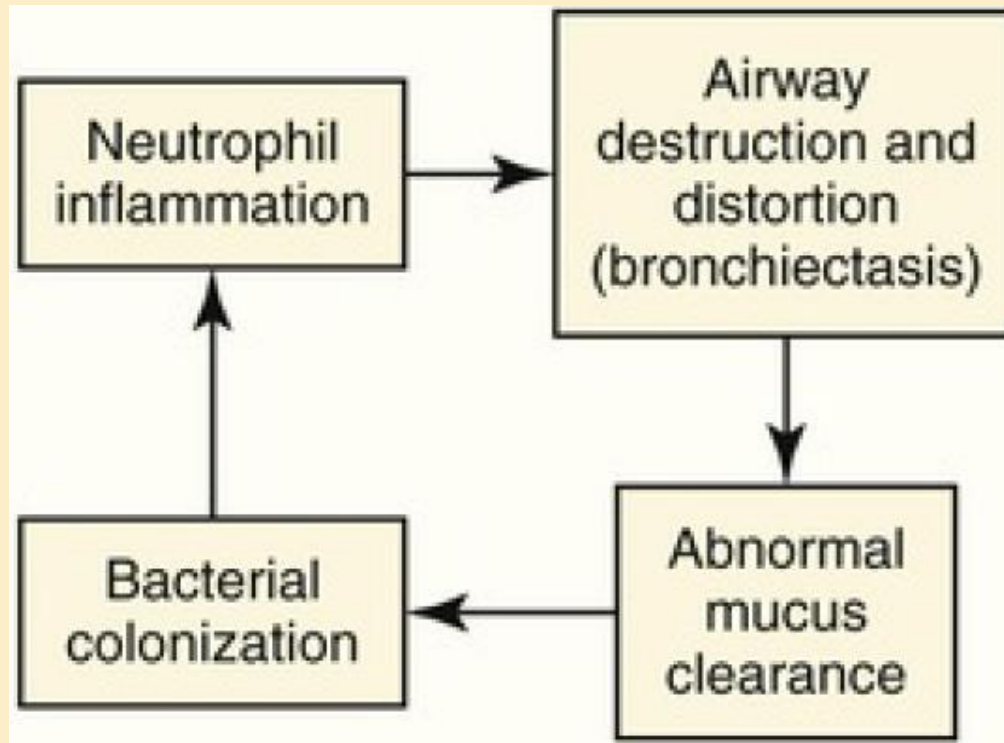 Neutrophil
inflammation
Airway
destruction and
distortion
(bronchiectasis)
Bacterial
colonization
Abnormal
mucus
clearance